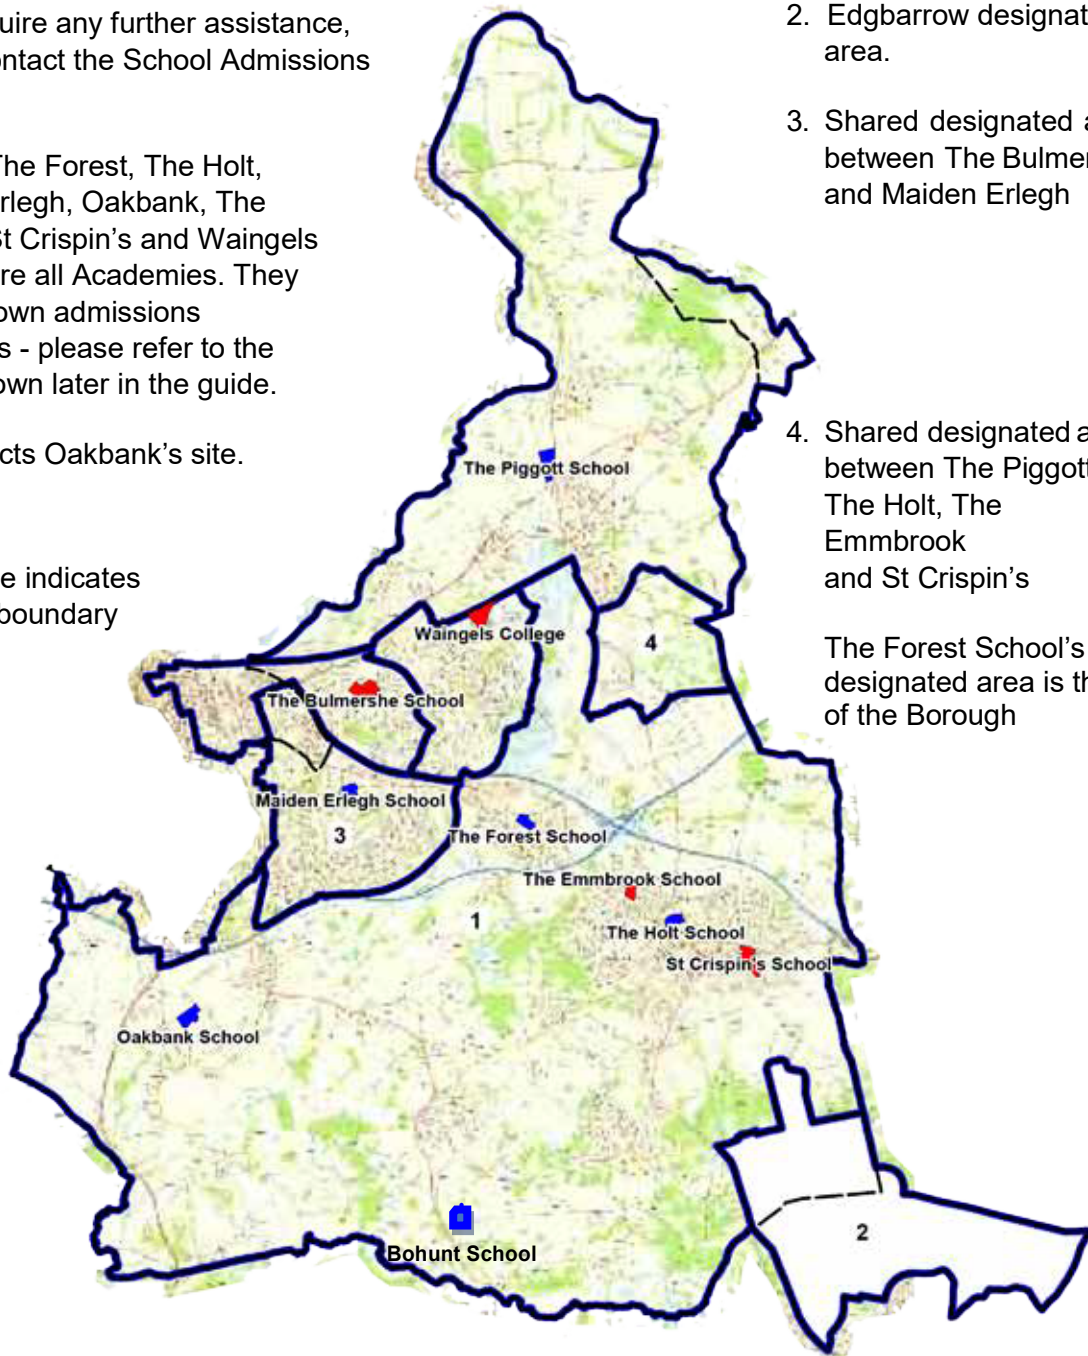 uire any further assistance,
ontact the School Admissions
The Forest, The Holt,
rlegh, Oakbank, The
St Crispin's and Waingels
re all Academies. They
own admissions
s - please refer to the
own later in the guide.
cts Oakbank's site.
e indicates
boundary
2. Edgbarrow designat
area.
3. Shared designated a
between The Bulmer
and Maiden Erlegh
4. Shared designated a
between The Piggott
The Holt, The
Emmbrook
and St Crispin's
The Forest School's
designated area is th
of the Borough
The Piggott School
Waingels College
4
The Bulmershe School
Maiden Erlegh School
3
The Forest School
The Emmbrook School
1
The Holt School
St Crispin's School
Oakbank School
2
Bohunt School